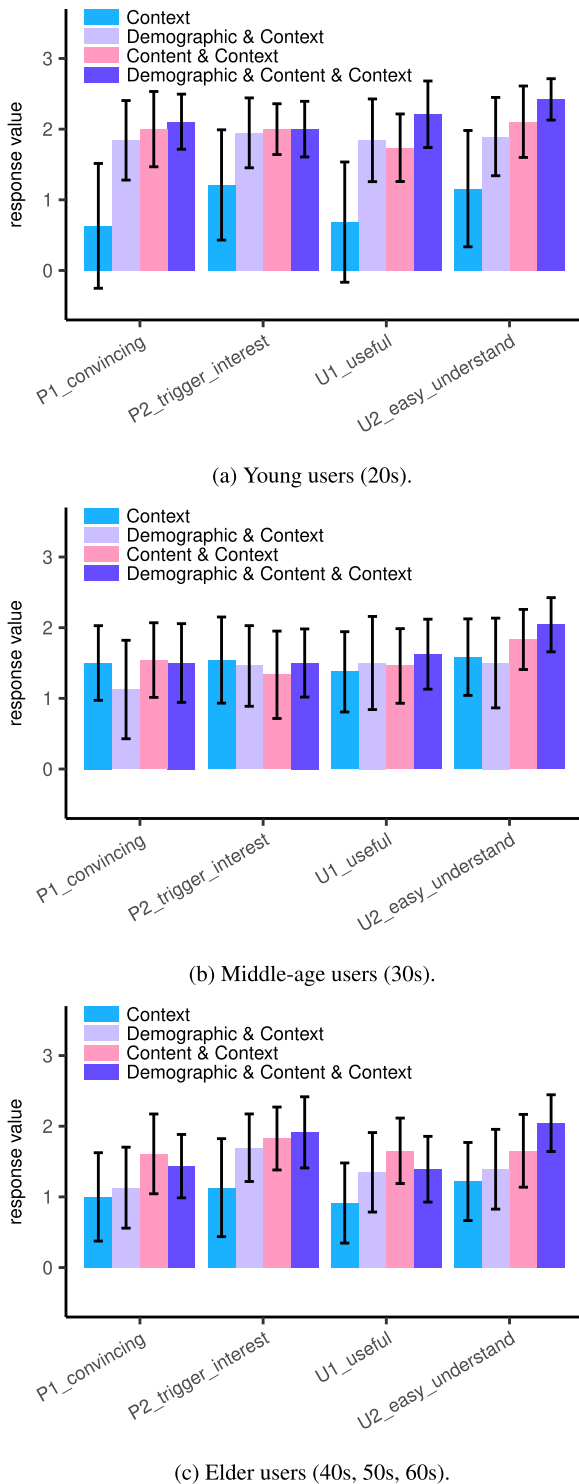 Context
Demographic & Context
Content & Context
Demographic & Content & Context
response value
3
2
1
0
P1_convincing
P2_trigger_interest
U1_useful
U2_easy_understand
(a) Young users (20s).
Context
Demographic & Context
Content & Context
Demographic & Content & Context
response value
3
2
1
0
P1_convincing
P2_trigger_interest
U1_useful
U2_easy_understand
(b) Middle-age users (30s).
Context
Demographic & Context
Content & Context
Demographic & Content & Context
response value
3
2
1
0
P1_convincing
P2_trigger_interest
U1_useful
U2_easy_understand
(c) Elder users (40s, 50s, 60s).